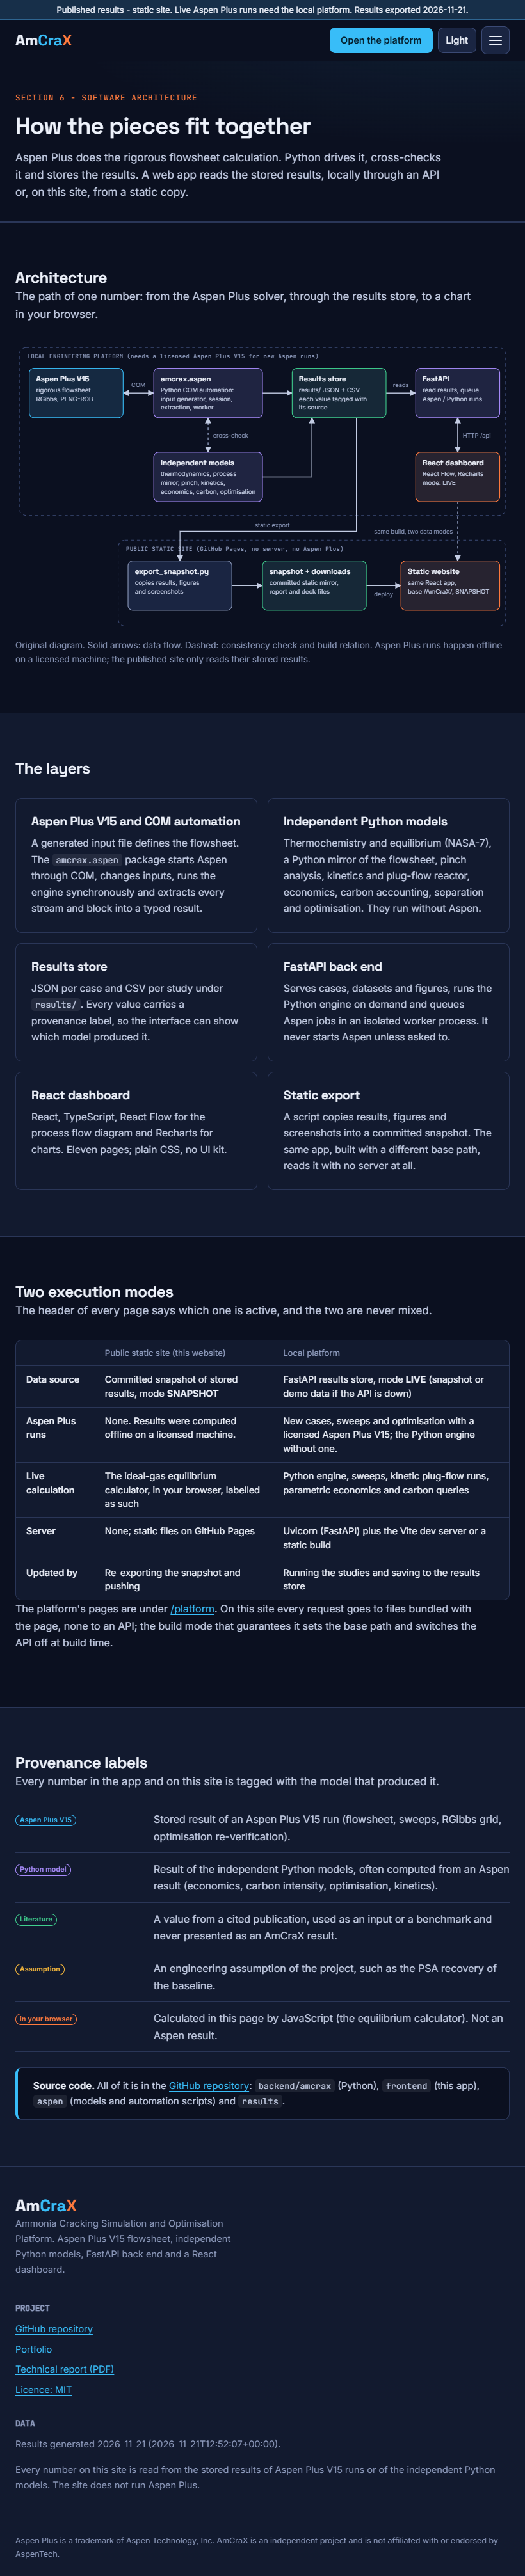 Published results - static site. Live Aspen Plus runs need the local platform. Results exported 2026-11-21.
AmCraX
Open the platform
Light
SECTION 6 - SOFTWARE ARCHITECTURE
How the pieces fit together
Aspen Plus does the rigorous flowsheet calculation. Python drives it, cross-checks
it and stores the results. A web app reads the stored results, locally through an API
or, on this site, from a static copy.
Architecture
The path of one number: from the Aspen Plus solver, through the results store, to a chart
in your browser.
LOCAL ENGINEERING PLATFORM (needs a licensed Aspen Plus V15 for new Aspen runs)
Aspen Plus V15
rigorous flowsheet
RGibbs, PENG-ROB
COM
amcrax.aspen
Python COM automation:
input generator, session,
extraction, worker
Results store
results/ JSON + CSV
each value tagged with
its source
reads
FastAPI
read results, queue
Aspen / Python runs
cross-check
HTTP /api
Independent models
thermodynamics, process
mirror, pinch, kinetics,
economics, carbon, optimisation
React dashboard
React Flow, Recharts
mode: LIVE
static export
same build, two data modes
PUBLIC STATIC SITE (GitHub Pages, no server, no Aspen Plus)
export_snapshot.py
copies results, figures
and screenshots
snapshot + downloads
committed static mirror,
report and deck files
deploy
Static website
same React app,
base /AmCraX/, SNAPSHOT
Original diagram. Solid arrows: data flow. Dashed: consistency check and build relation. Aspen Plus runs happen offline
on a licensed machine; the published site only reads their stored results.
The layers
Aspen Plus V15 and COM automation
A generated input file defines the flowsheet.
The amcrax.aspen package starts Aspen
through COM, changes inputs, runs the
engine synchronously and extracts every
stream and block into a typed result.
Independent Python models
Thermochemistry and equilibrium (NASA-7),
a Python mirror of the flowsheet, pinch
analysis, kinetics and plug-flow reactor,
economics, carbon accounting, separation
and optimisation. They run without Aspen.
Results store
JSON per case and CSV per study under
results/. Every value carries a
provenance label, so the interface can show
which model produced it.
FastAPI back end
Serves cases, datasets and figures, runs the
Python engine on demand and queues
Aspen jobs in an isolated worker process. It
never starts Aspen unless asked to.
React dashboard
React, TypeScript, React Flow for the
process flow diagram and Recharts for
charts. Eleven pages; plain CSS, no UI kit.
Static export
A script copies results, figures and
screenshots into a committed snapshot. The
same app, built with a different base path,
reads it with no server at all.
Two execution modes
The header of every page says which one is active, and the two are never mixed.
Public static site (this website)
Local platform
Data source
Committed snapshot of stored
results, mode SNAPSHOT
FastAPI results store, mode LIVE (snapshot or
demo data if the API is down)
Aspen Plus
runs
None. Results were computed
offline on a licensed machine.
New cases, sweeps and optimisation with a
licensed Aspen Plus V15; the Python engine
without one.
Live
calculation
The ideal-gas equilibrium
calculator, in your browser, labelled
as such
Python engine, sweeps, kinetic plug-flow runs,
parametric economics and carbon queries
Server
None; static files on GitHub Pages
Uvicorn (FastAPI) plus the Vite dev server or a
static build
Updated by
Re-exporting the snapshot and
pushing
Running the studies and saving to the results
store
The platform's pages are under /platform. On this site every request goes to files bundled with
the page, none to an API; the build mode that guarantees it sets the base path and switches the
API off at build time.
Provenance labels
Every number in the app and on this site is tagged with the model that produced it.
Aspen Plus V15
Stored result of an Aspen Plus V15 run (flowsheet, sweeps, RGibbs grid,
optimisation re-verification).
Python model
Result of the independent Python models, often computed from an Aspen
result (economics, carbon intensity, optimisation, kinetics).
Literature
A value from a cited publication, used as an input or a benchmark and
never presented as an AmCraX result.
Assumption
An engineering assumption of the project, such as the PSA recovery of
the baseline.
in your browser
Calculated in this page by JavaScript (the equilibrium calculator). Not an
Aspen result.
Source code. All of it is in the GitHub repository: backend/amcrax (Python), frontend (this app),
aspen (models and automation scripts) and results.
AmCraX
Ammonia Cracking Simulation and Optimisation
Platform. Aspen Plus V15 flowsheet, independent
Python models, FastAPI back end and a React
dashboard.
PROJECT
GitHub repository
Portfolio
Technical report (PDF)
Licence: MIT
DATA
Results generated 2026-11-21 (2026-11-21T12:52:07+00:00).
Every number on this site is read from the stored results of Aspen Plus V15 runs or of the independent Python
models. The site does not run Aspen Plus.
Aspen Plus is a trademark of Aspen Technology, Inc. AmCraX is an independent project and is not affiliated with or endorsed by
AspenTech.